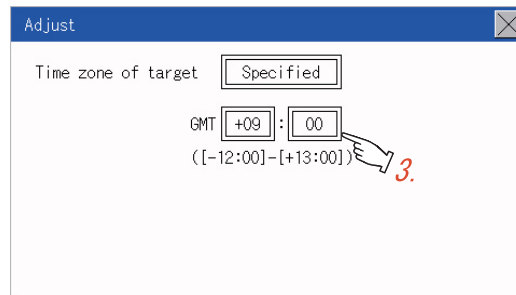 Adjust
Time zone of target Specified
GMT +09 : 00
([-12:00]-[+13:00])
3.